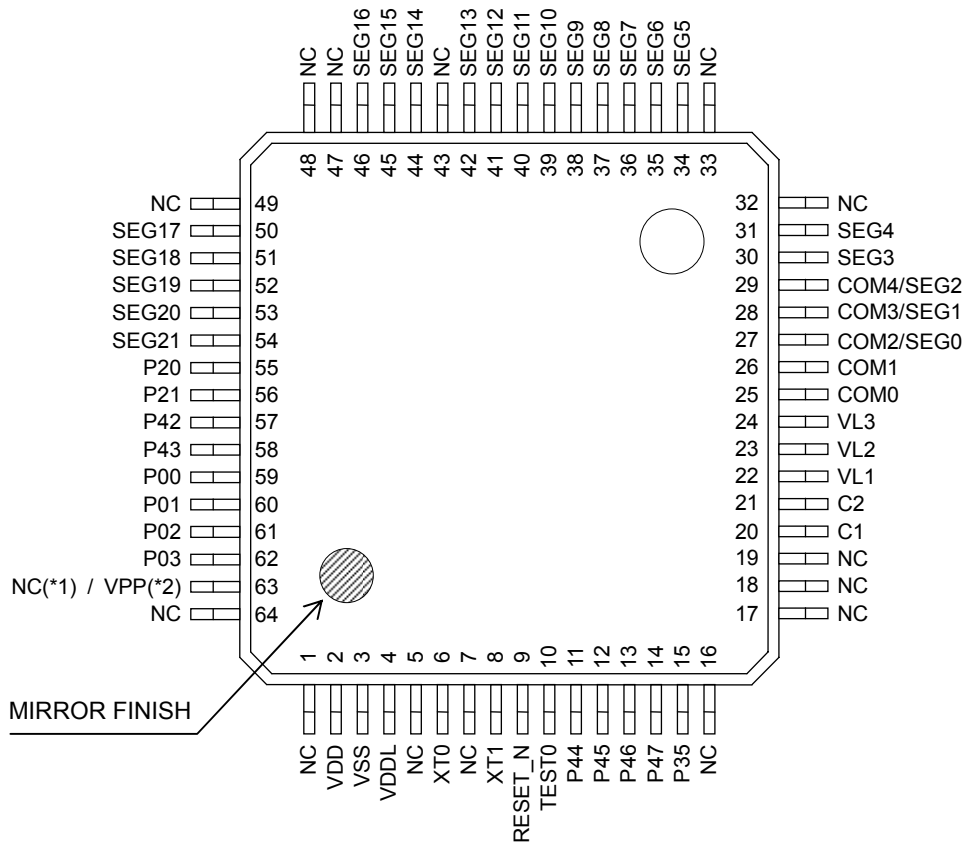 NC
NC
SEG16
SEG15
SEG14
NC
SEG13
SEG12
SEG11
SEG10
SEG9
SEG8
SEG7
SEG6
SEG5
NC
48
47
46
45
44
43
42
41
40
39
38
37
36
35
34
33
NC 49
SEG17 50
SEG18 51
SEG19 52
SEG20 53
SEG21 54
P20 55
P21 56
P42 57
P43 58
P00 59
P01 60
P02 61
P03 62
NC(*1) / VPP(*2) 63
NC 64
32 NC
31 SEG4
30 SEG3
29 COM4/SEG2
28 COM3/SEG1
27 COM2/SEG0
26 COM1
25 COM0
24 VL3
23 VL2
22 VL1
21 C2
20 C1
19 NC
18 NC
17 NC
MIRROR FINISH
1
2
3
4
5
6
7
8
9
10
11
12
13
14
15
16
NC
VDD
VSS
VDDL
NC
XT0
NC
XT1
RESET_N
TEST0
P44
P45
P46
P47
P35
NC